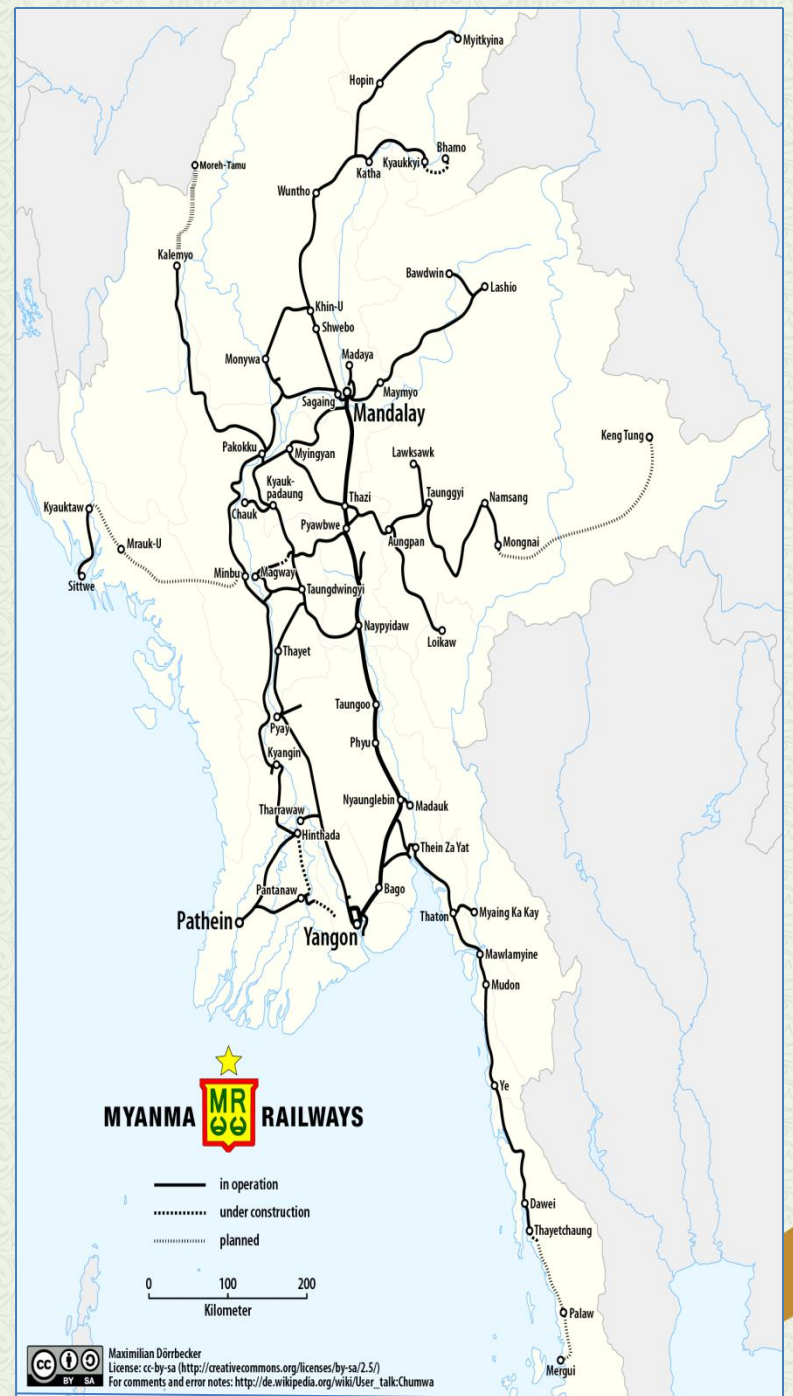 Myitkyina
Hopin
Bhamo
Kyaukkyi
Katha
Moreh-Tamu
Wuntho
Kalemyo
Bawdwin
Lashio
Khin-U
Shwebo
Monywa
Madaya
Maymyo
Sagaing
Mandalay
Keng Tung
Pakokku
Myingyan
Lawksawk
Kyauk-
padaung
Chauk
Thazi
Taunggyi
Namsang
Kyauktaw
Pyawbwe
Aungpan
Mongnai
Mrauk-U
Minbu
Magway
Sittwe
Taungdwingyi
Naypyidaw
Loikaw
Thayet
Taungoo
Pyay
Phyu
Kyangin
Nyaunglebin
Madauk
Tharrawaw
Hinthada
Thein Za Yat
Bago
Pantanaw
Pathein
Yangon
Thaton
Myaing Ka Kay
Mawlamyine
Mudon
Ye
MYANMA MR RAILWAYS
in operation
under construction
planned
Dawei
Thayetchaung
0 100 200
Kilometer
Palaw
Mergui
cc BY SA
Maximilian Dörrbecker
License: cc-by-sa (http://creativecommons.org/licenses/by-sa/2.5/)
For comments and error notes: http://de.wikipedia.org/wiki/User_talk:Chumwa